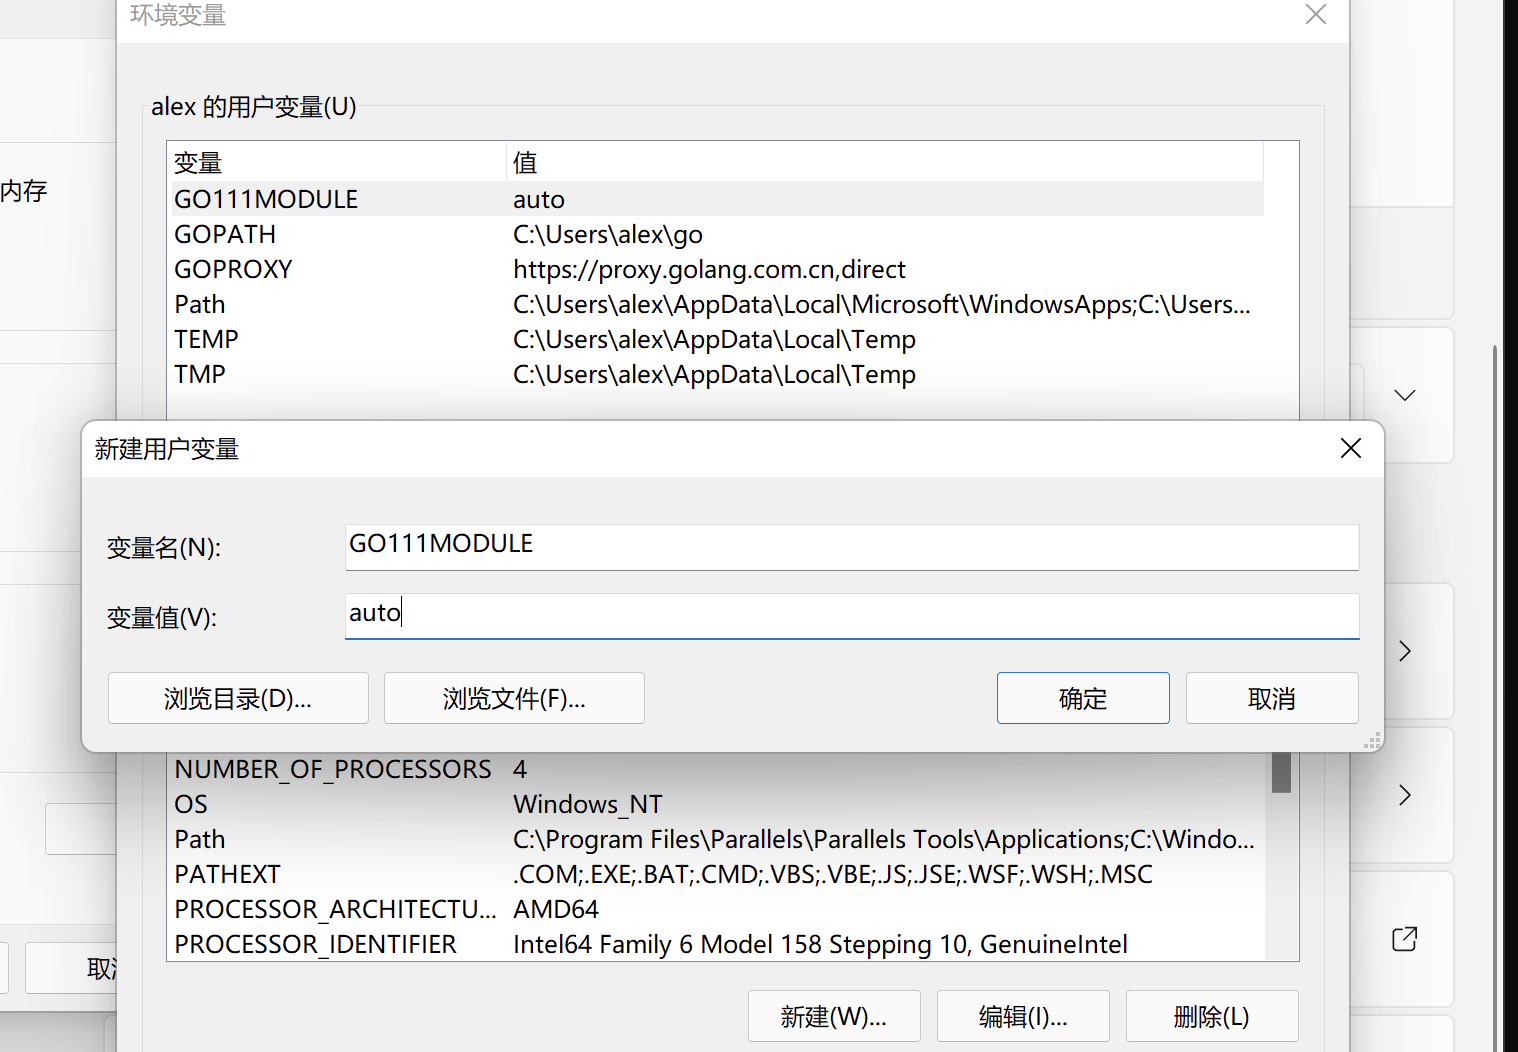 环境变量
alex 的用户变量(U)
变量 值
GO111MODULE auto
GOPATH C:\Users\alex\go
内存
GOPROXY https://proxy.golang.com.cn,direct
Path C:\Users\alex\AppData\Local\Microsoft\WindowsApps;C:\Users...
TEMP C:\Users\alex\AppData\Local\Temp
TMP C:\Users\alex\AppData\Local\Temp
新建用户变量
变量名(N): GO111MODULE
变量值(V): auto
浏览目录(D)... 浏览文件(F)... 确定 取消
NUMBER_OF_PROCESSORS 4
OS Windows_NT
Path C:\Program Files\Parallels\Parallels Tools\Applications;C:\Windo...
PATHEXT .COM;.EXE;.BAT;.CMD;.VBS;.VBE;.JS;.JSE;.WSF;.WSH;.MSC
PROCESSOR_ARCHITECTU... AMD64
PROCESSOR_IDENTIFIER Intel64 Family 6 Model 158 Stepping 10, GenuineIntel
取
新建(W)... 编辑(I)... 删除(L)